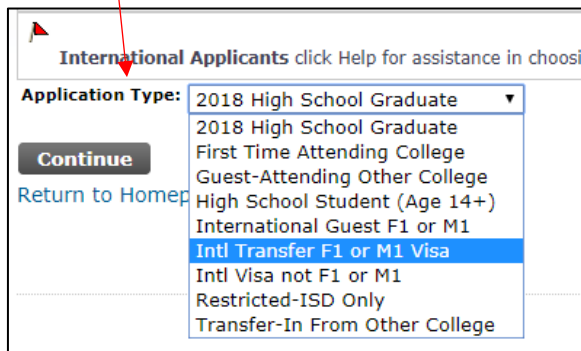 International Applicants click Help for assistance in choosi
Application Type: 2018 High School Graduate
2018 High School Graduate
First Time Attending College
Guest-Attending Other College
High School Student (Age 14+)
International Guest F1 or M1
Intl Transfer F1 or M1 Visa
Intl Visa not F1 or M1
Restricted-ISD Only
Transfer-In From Other College
Continue
Return to Homep